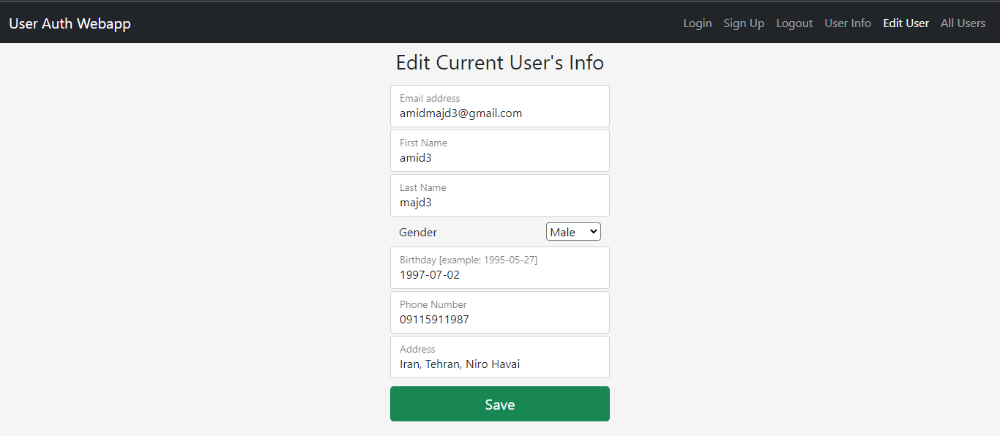 User Auth Webapp Login Sign Up Logout User Info Edit User All Users
Edit Current User's Info
Email address
amidmajd3@gmail.com
First Name
amid3
Last Name
majd3
Gender Male
Birthday [example: 1995-05-27]
1997-07-02
Phone Number
09115911987
Address
Iran, Tehran, Niro Havai
Save